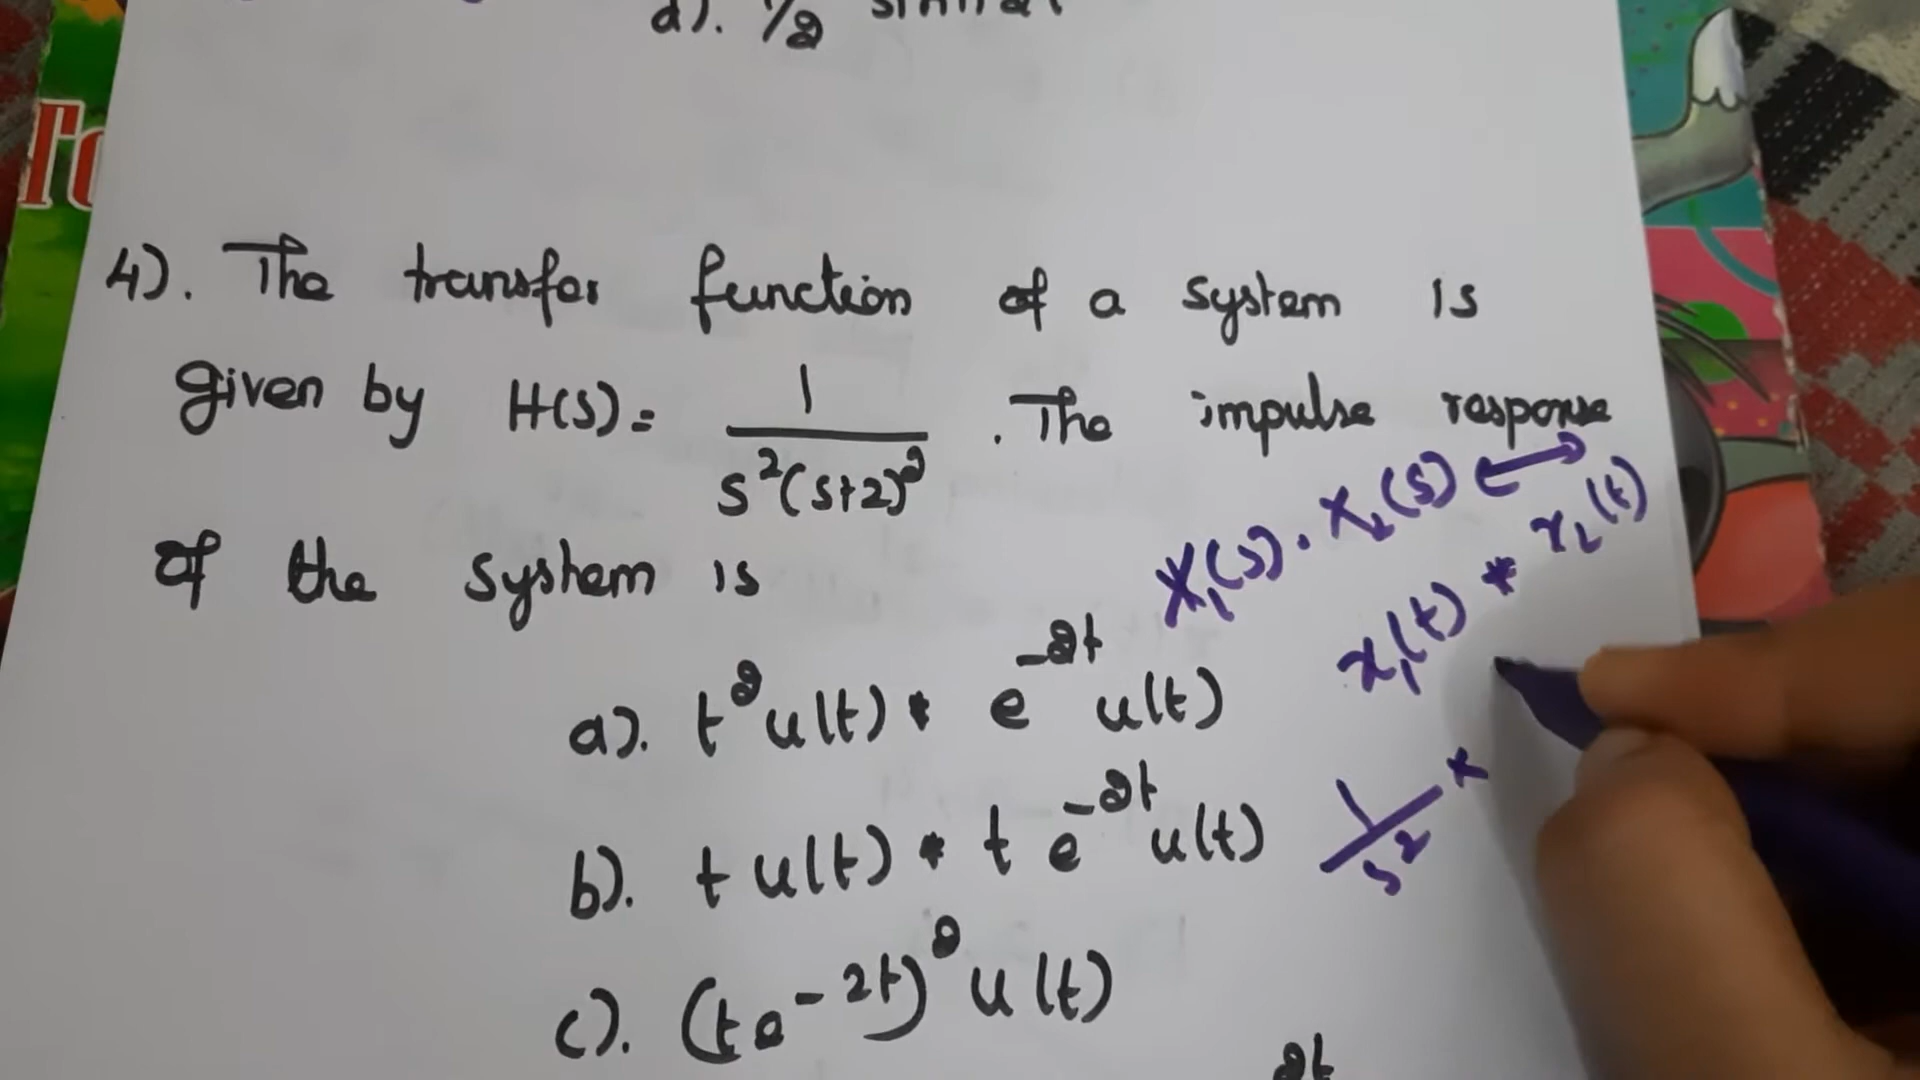 d). 1/2
4). The transfer function of a system is
given by H(S) = 1 / s²(s+2)² . The impulse response
of the system is
X₁(s) . X₂(s) ↔
x₁(t) * x₂(t)
a). t² u(t) * e^-2t u(t)
b). t u(t) * t e^-2t u(t)
1/s² *
c). (t e^-2t)² u(t)
2t